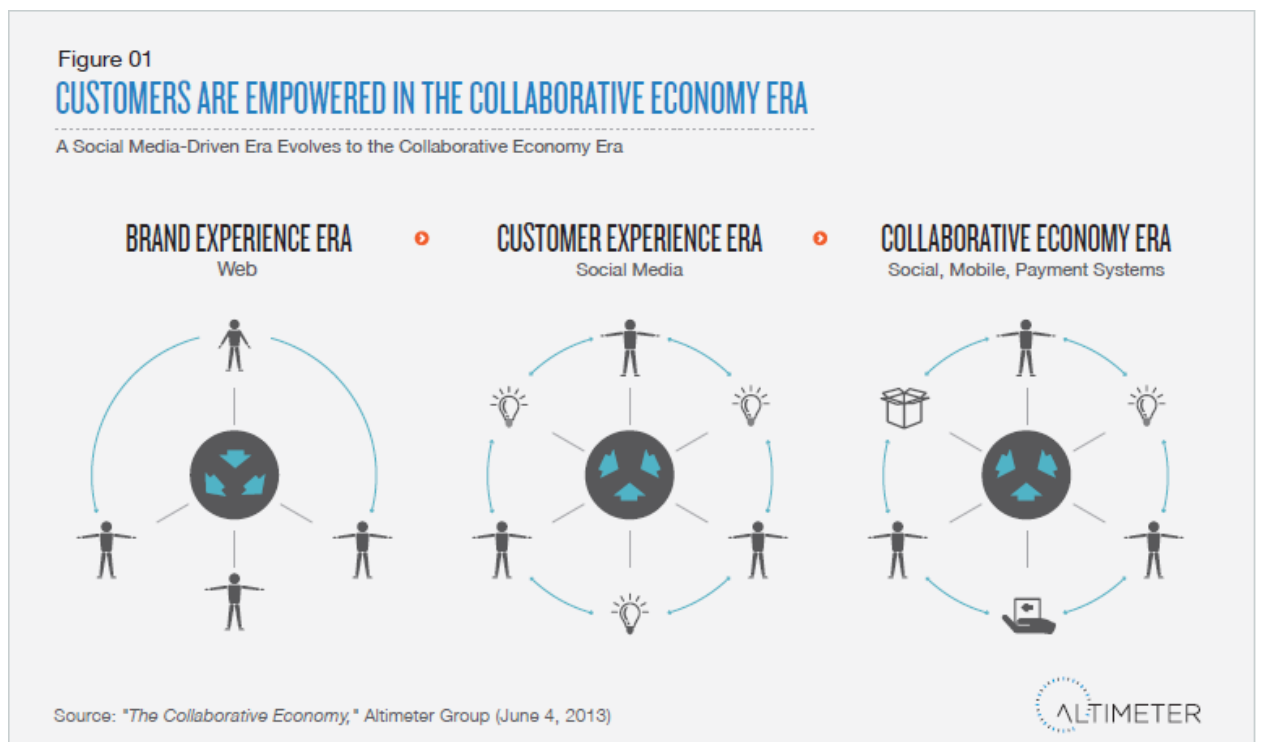 Figure 01
CUSTOMERS ARE EMPOWERED IN THE COLLABORATIVE ECONOMY ERA
A Social Media-Driven Era Evolves to the Collaborative Economy Era
BRAND EXPERIENCE ERA
Web
CUSTOMER EXPERIENCE ERA
Social Media
COLLABORATIVE ECONOMY ERA
Social, Mobile, Payment Systems
Source: "The Collaborative Economy," Altimeter Group (June 4, 2013)
ALTIMETER